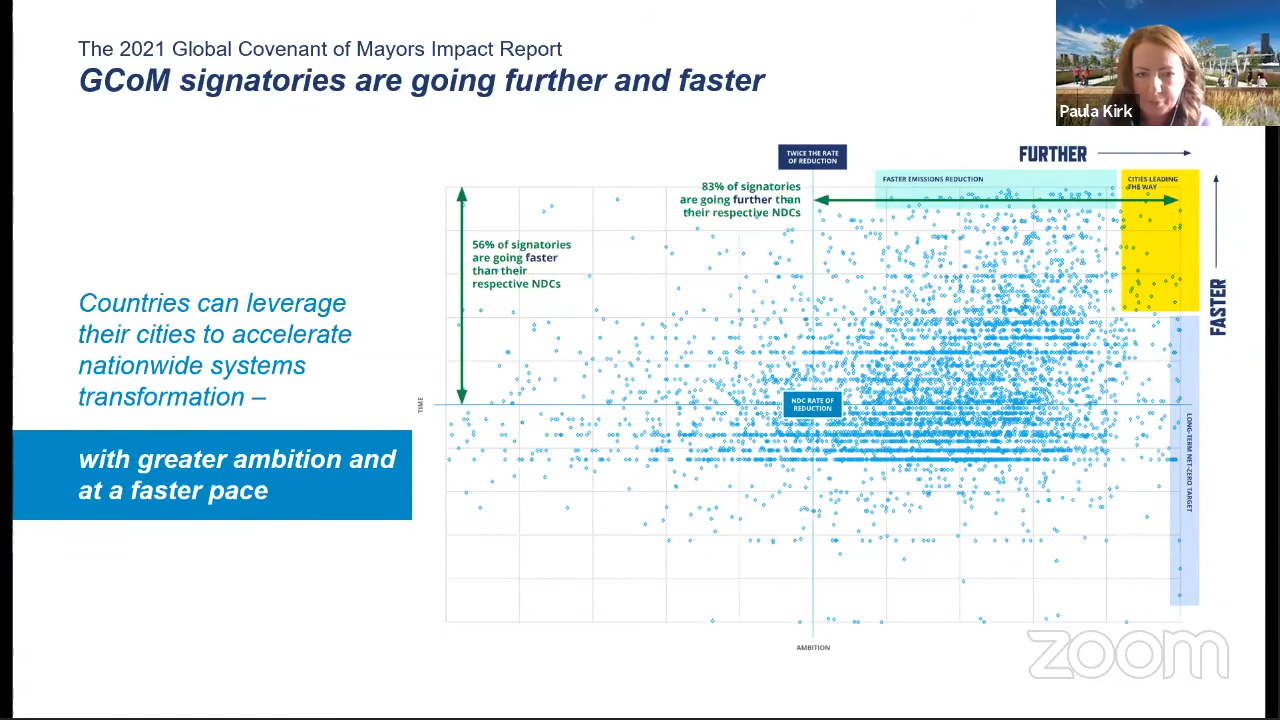 The 2021 Global Covenant of Mayors Impact Report
GCoM signatories are going further and faster
Paula Kirk
Countries can leverage
their cities to accelerate
nationwide systems
transformation –
with greater ambition and
at a faster pace
TWICE THE RATE
OF REDUCTION
FURTHER
83% of signatories
are going further than
their respective NDCs
FASTER EMISSIONS REDUCTION
CITIES LEADING
THE WAY
56% of signatories
are going faster
than their
respective NDCs
FASTER
TIME
NDC RATE OF
REDUCTION
LONG-TERM NET-ZERO TARGET
AMBITION
zoom